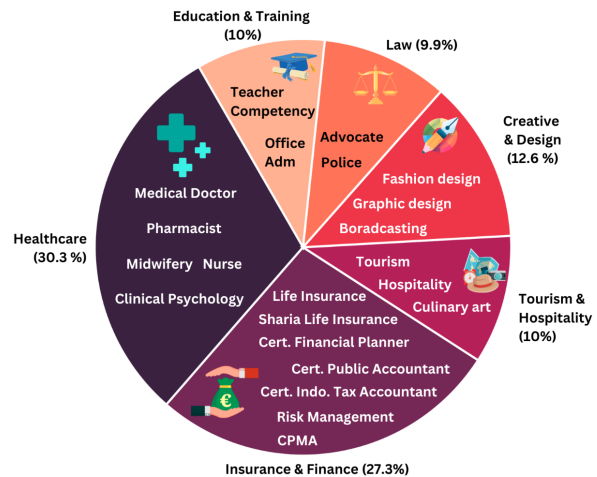 Education & Training
(10%)
Law (9.9%)
Teacher
Competency
Office
Adm
Advocate
Police
Creative
& Design
(12.6 %)
Fashion design
Graphic design
Boradcasting
Healthcare
(30.3 %)
Medical Doctor
Pharmacist
Midwifery Nurse
Clinical Psychology
Tourism
Hospitality
Culinary art
Tourism &
Hospitality
(10%)
Life Insurance
Sharia Life Insurance
Cert. Financial Planner
Cert. Public Accountant
Cert. Indo. Tax Accountant
Risk Management
CPMA
€
Insurance & Finance (27.3%)